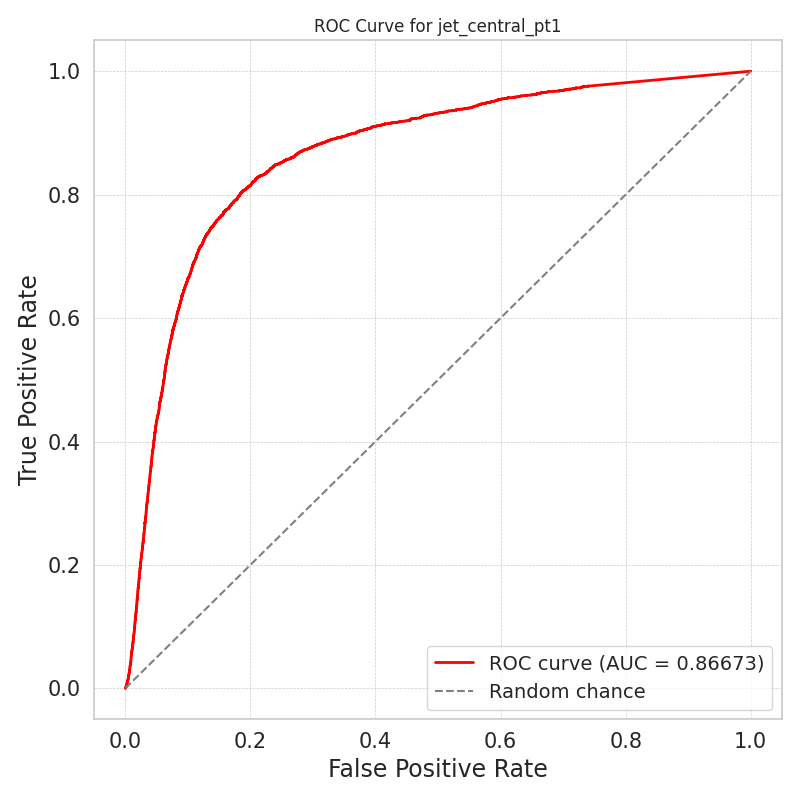 ROC Curve for jet_central_pt1
1.0
0.8
0.6
0.4
0.2
0.0
True Positive Rate
ROC curve (AUC = 0.86673)
Random chance
0.0 0.2 0.4 0.6 0.8 1.0
False Positive Rate